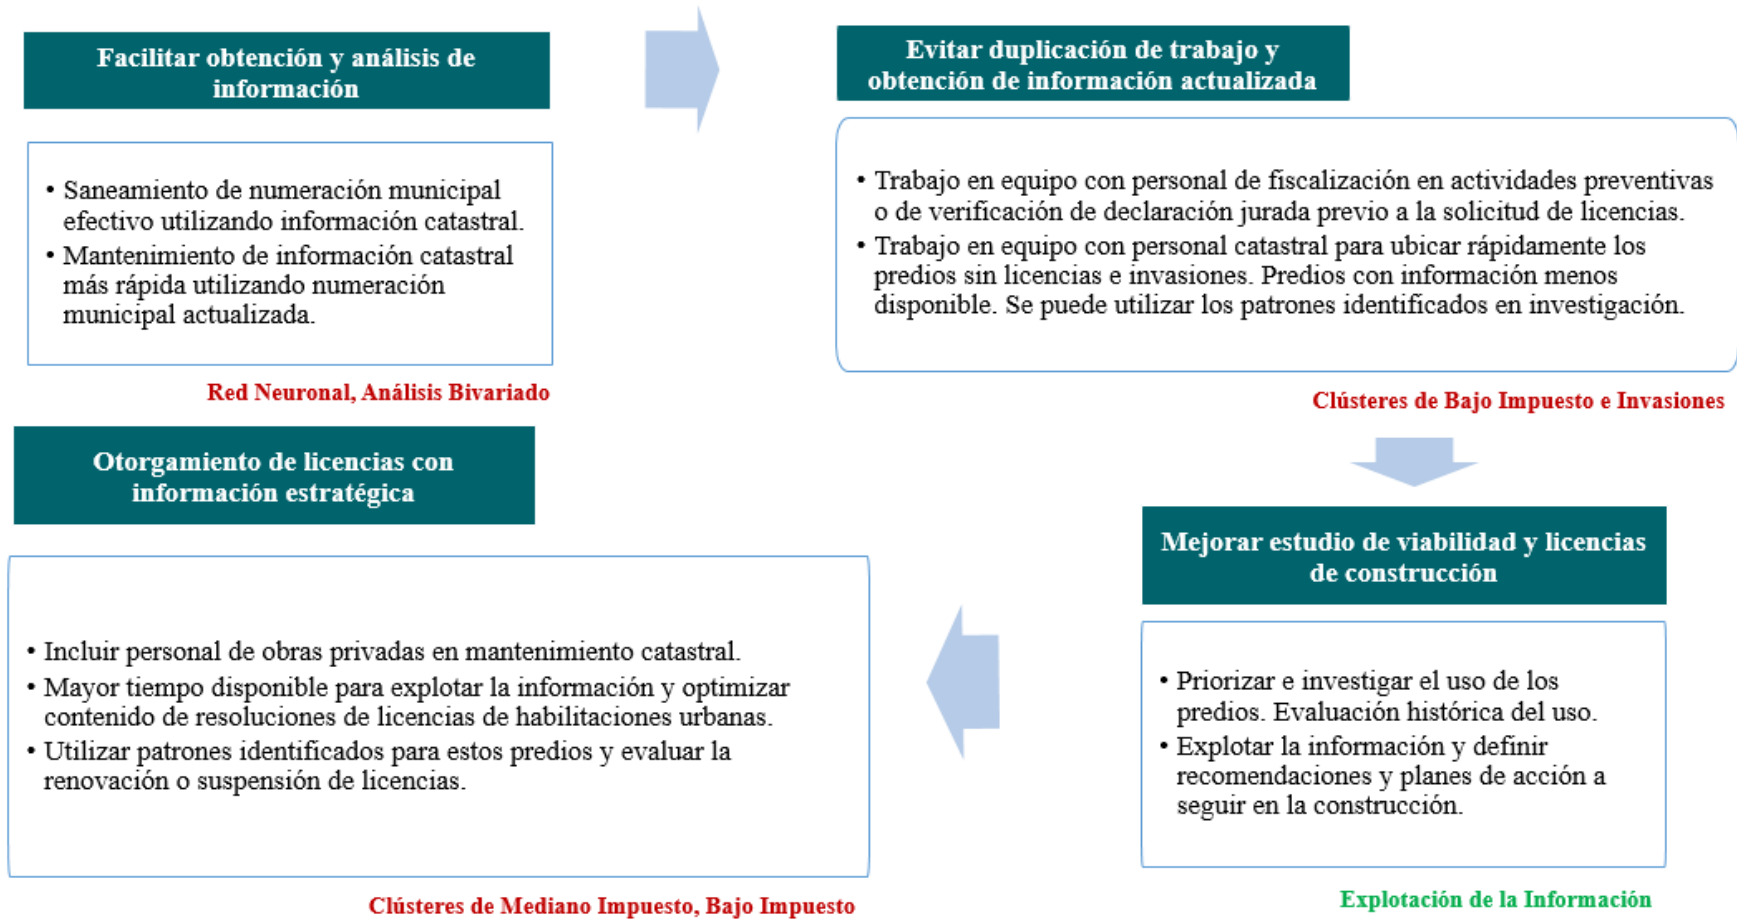 Facilitar obtención y análisis de
información
• Saneamiento de numeración municipal
efectivo utilizando información catastral.
• Mantenimiento de información catastral
más rápida utilizando numeración
municipal actualizada.
Red Neuronal, Análisis Bivariado
Evitar duplicación de trabajo y
obtención de información actualizada
• Trabajo en equipo con personal de fiscalización en actividades preventivas
o de verificación de declaración jurada previo a la solicitud de licencias.
• Trabajo en equipo con personal catastral para ubicar rápidamente los
predios sin licencias e invasiones. Predios con información menos
disponible. Se puede utilizar los patrones identificados en investigación.
Clústeres de Bajo Impuesto e Invasiones
Mejorar estudio de viabilidad y licencias
de construcción
• Priorizar e investigar el uso de los
predios. Evaluación histórica del uso.
• Explotar la información y definir
recomendaciones y planes de acción a
seguir en la construcción.
Explotación de la Información
Otorgamiento de licencias con
información estratégica
• Incluir personal de obras privadas en mantenimiento catastral.
• Mayor tiempo disponible para explotar la información y optimizar
contenido de resoluciones de licencias de habilitaciones urbanas.
• Utilizar patrones identificados para estos predios y evaluar la
renovación o suspensión de licencias.
Clústeres de Mediano Impuesto, Bajo Impuesto